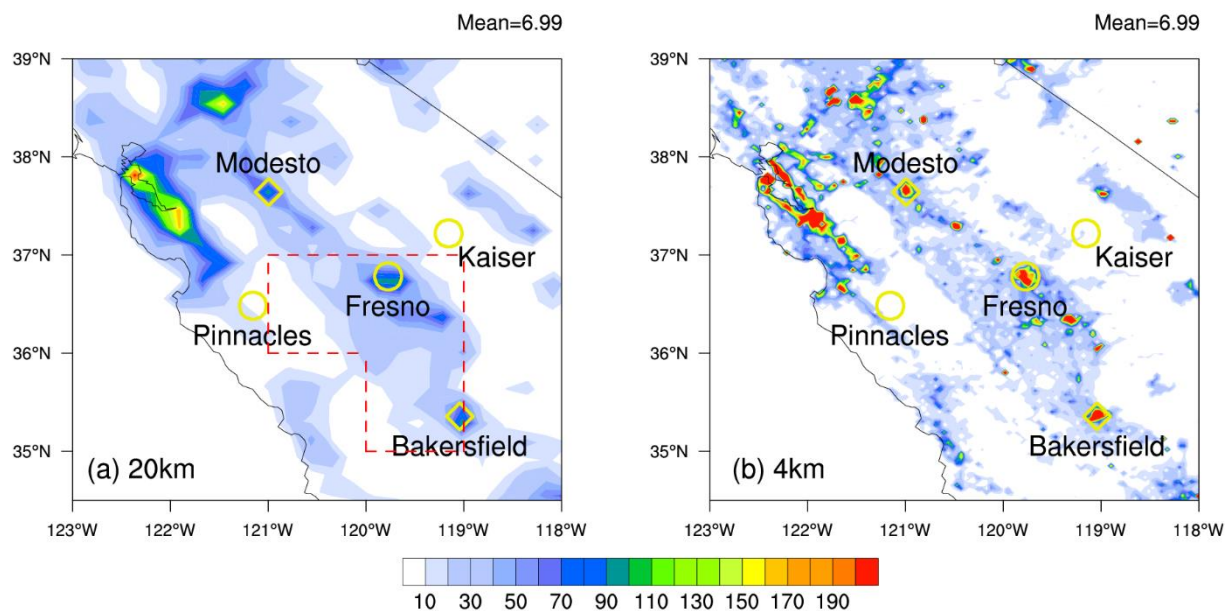 Mean=6.99
39°N
38°N
37°N
36°N
35°N
123°W
122°W
121°W
120°W
119°W
118°W
Modesto
Kaiser
Fresno
Pinnacles
Bakersfield
(a) 20km
Mean=6.99
39°N
38°N
37°N
36°N
35°N
123°W
122°W
121°W
120°W
119°W
118°W
Modesto
Kaiser
Fresno
Pinnacles
Bakersfield
(b) 4km
10 30 50 70 90 110 130 150 170 190